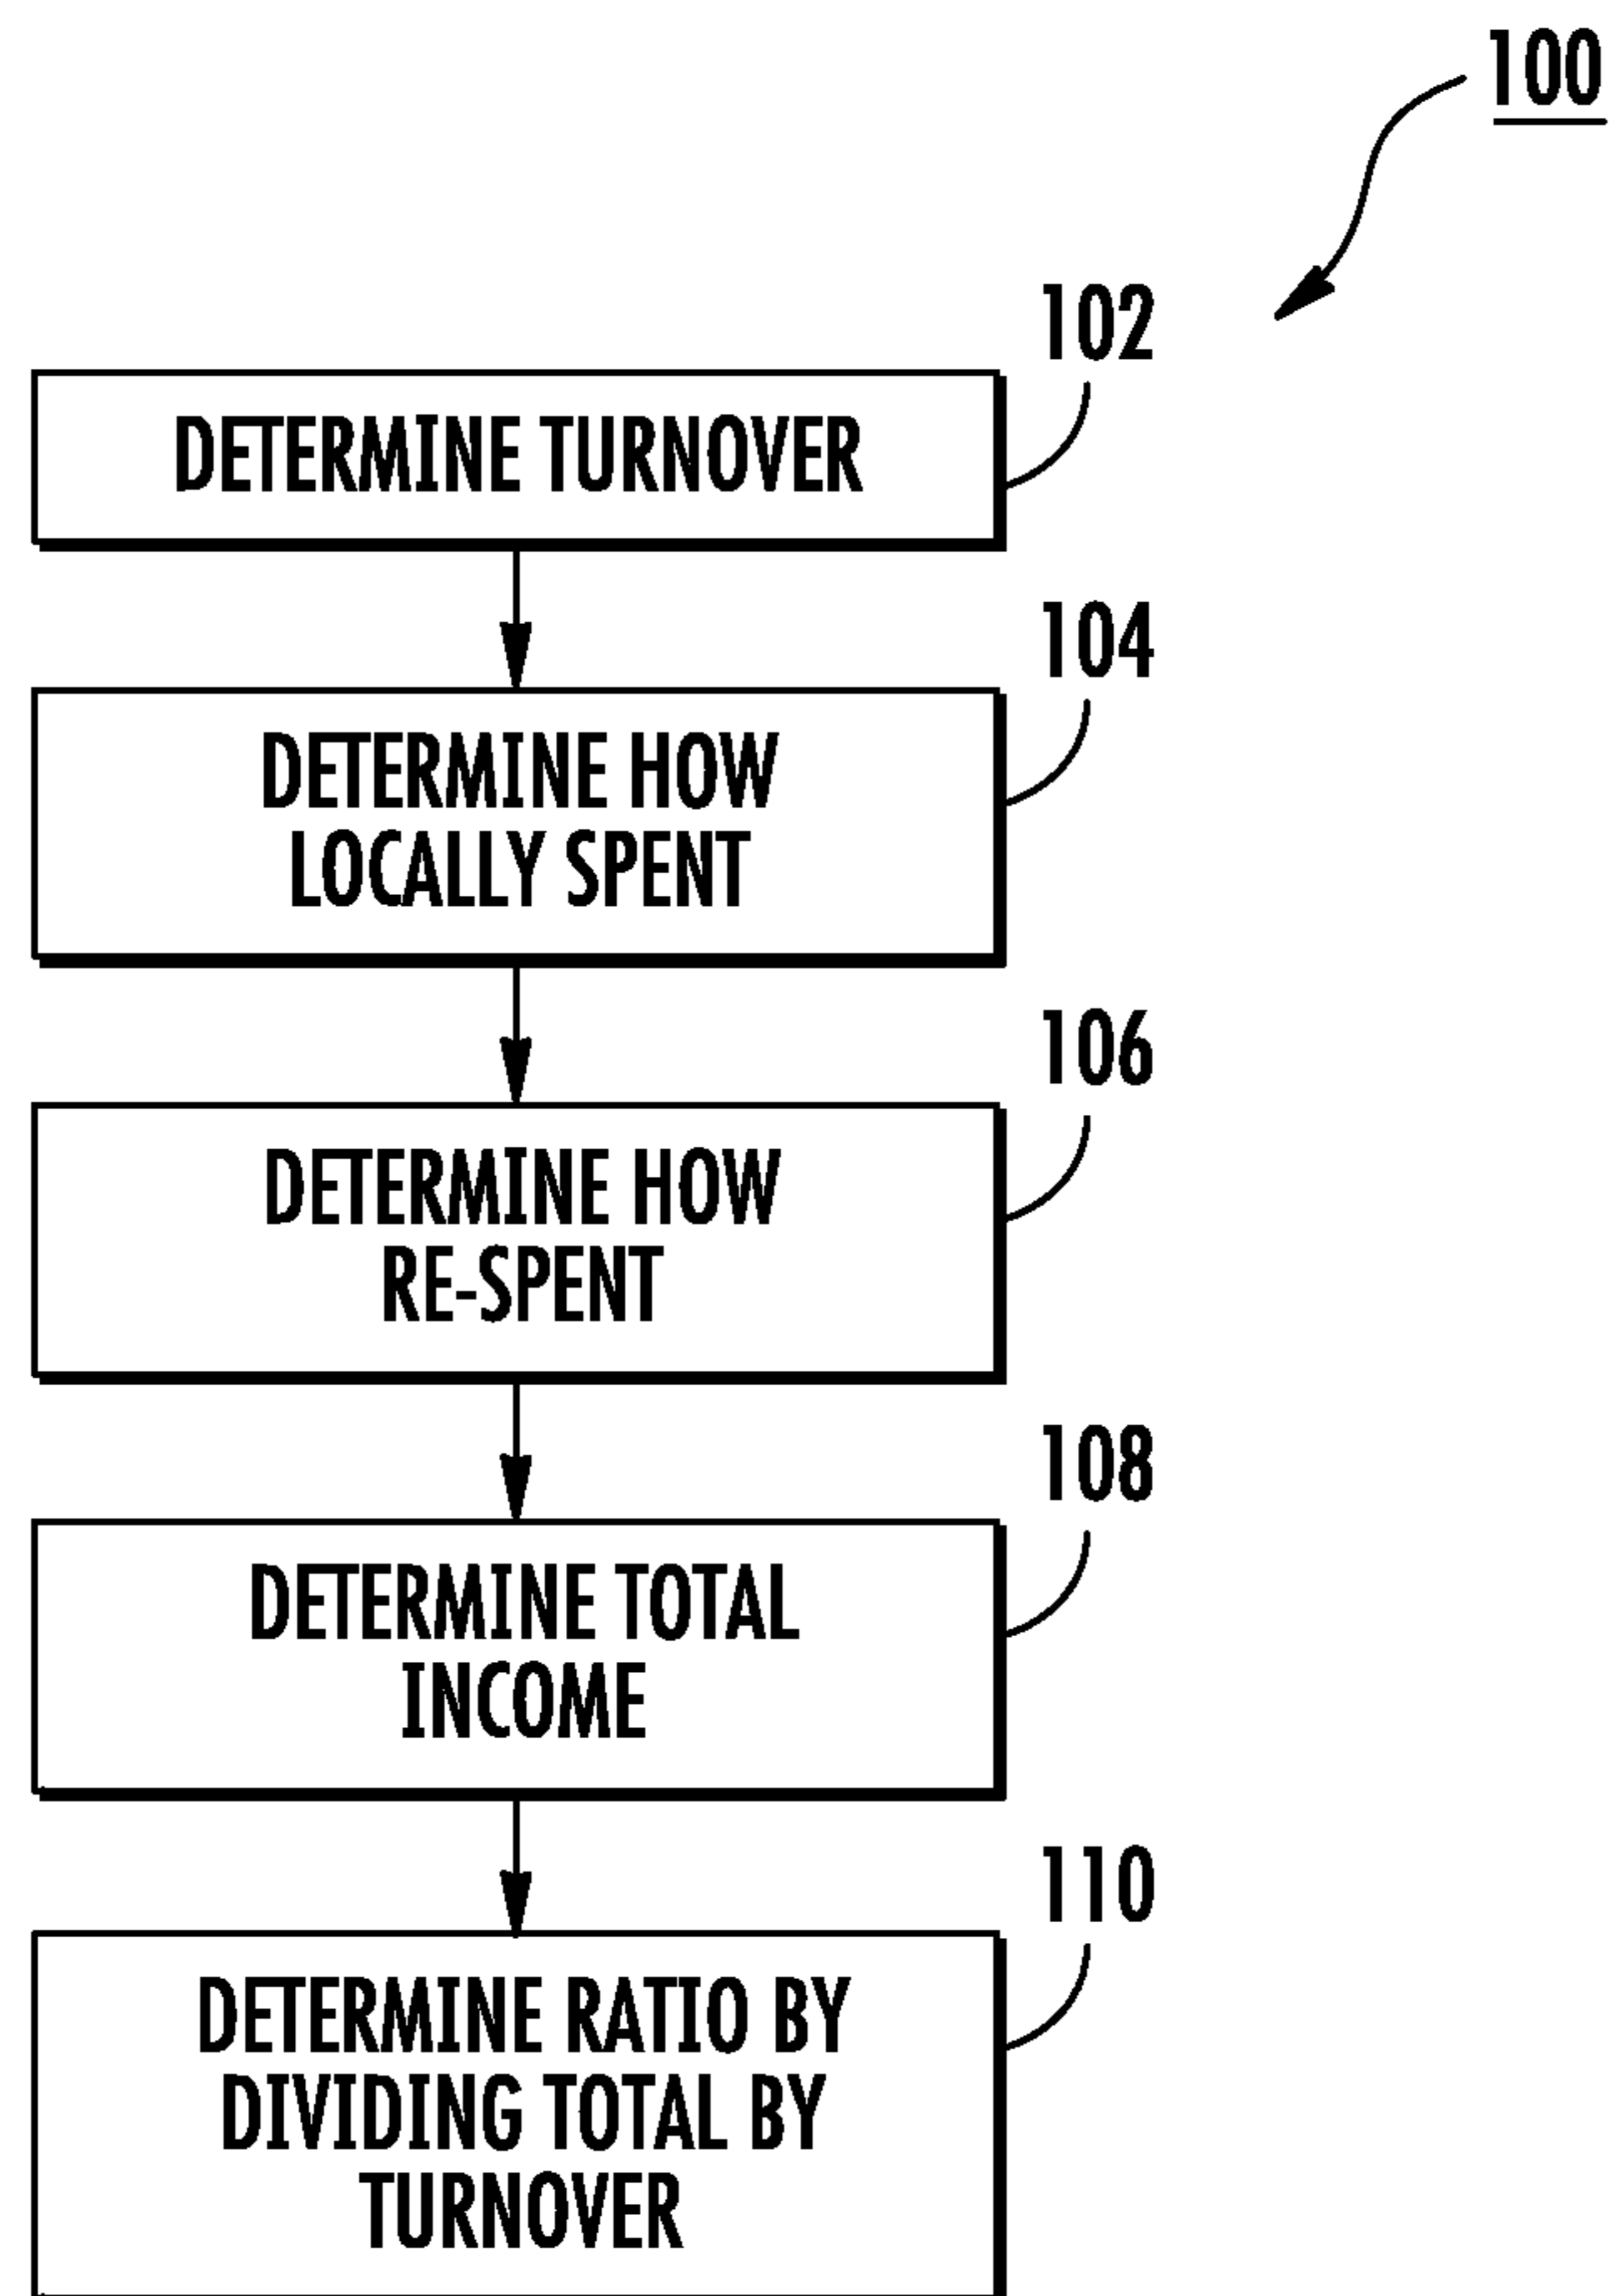 100
102
DETERMINE TURNOVER
104
DETERMINE HOW
LOCALLY SPENT
106
DETERMINE HOW
RE-SPENT
108
DETERMINE TOTAL
INCOME
110
DETERMINE RATIO BY
DIVIDING TOTAL BY
TURNOVER